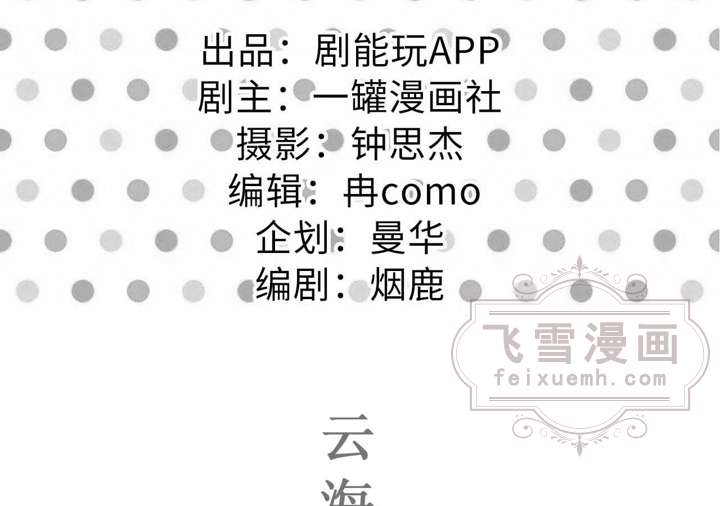 出品：剧能玩APP
剧主：一罐漫画社
摄影：钟思杰
编辑：冉como
企划：曼华
编剧：烟鹿
飞雪漫画
feixuemh.com
云
海